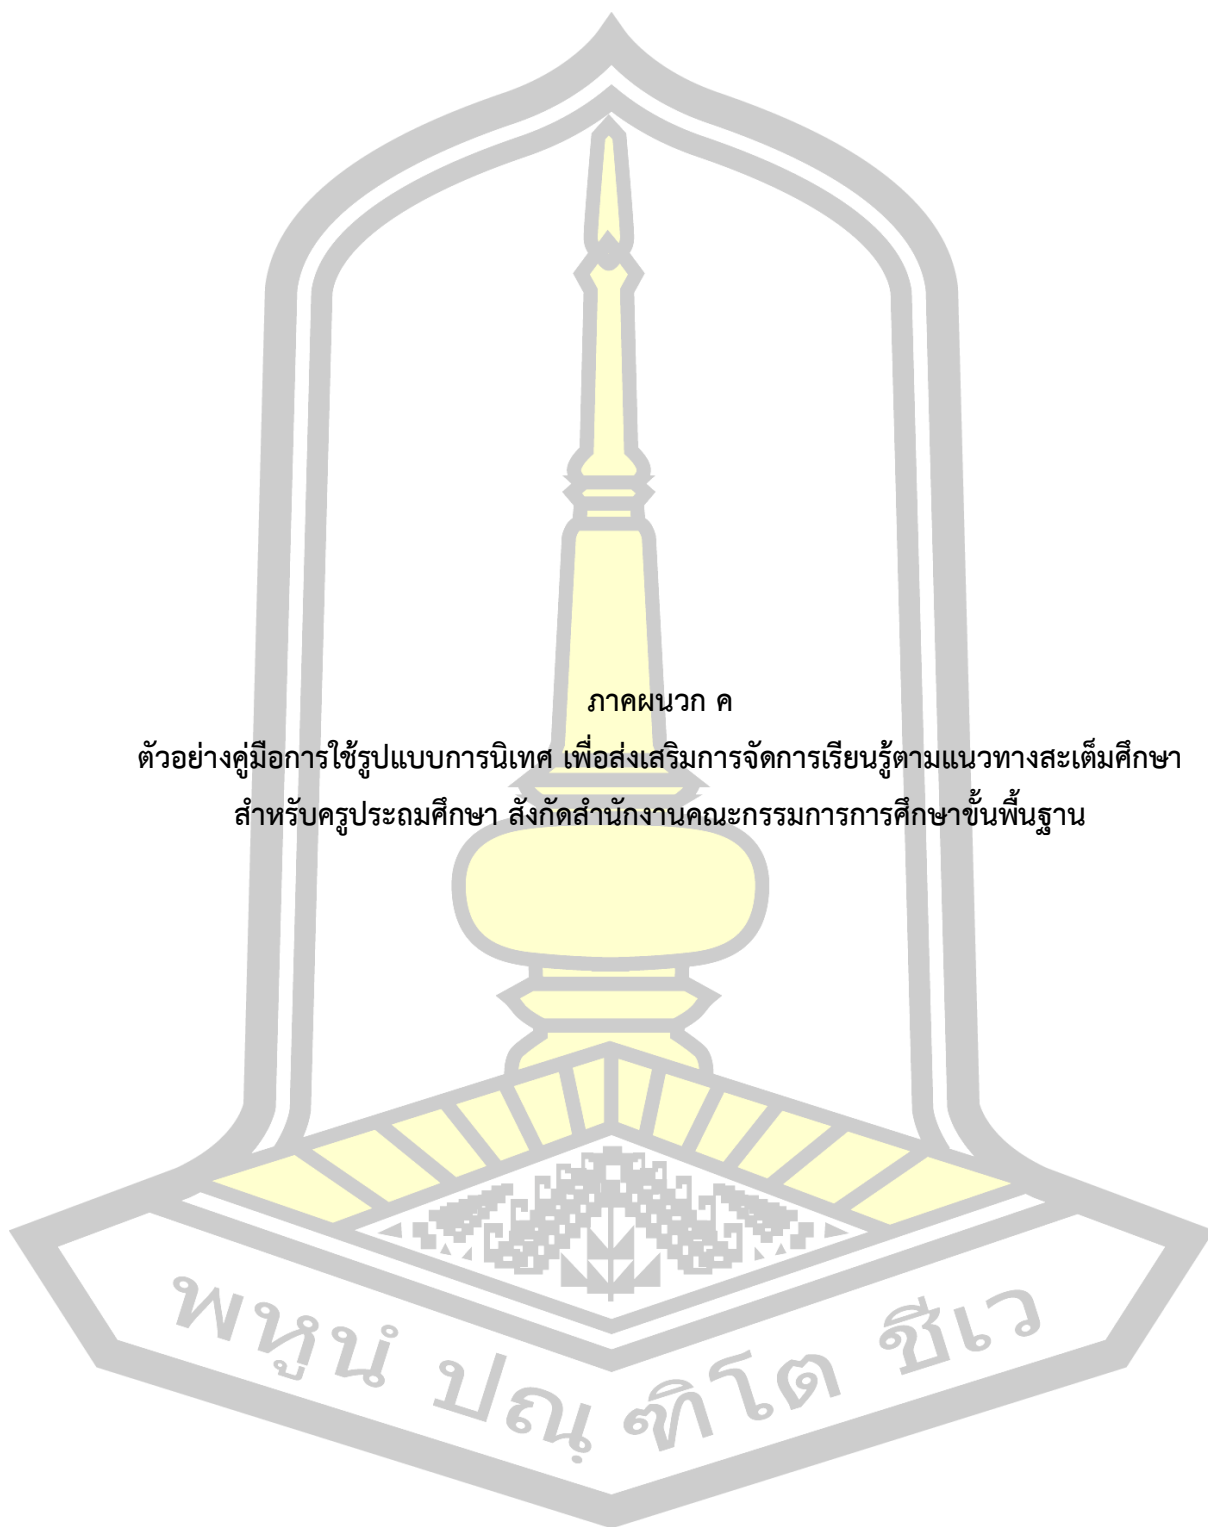 ภาคผนวก ค
ตัวอย่างคู่มือการใช้รูปแบบการนิเทศ เพื่อส่งเสริมการจัดการเรียนรู้ตามแนวทางสะเต็มศึกษา
สำหรับครูประถมศึกษา สังกัดสำนักงานคณะกรรมการการศึกษาขั้นพื้นฐาน
พหูนํ ปณฺฑิโต ชีเว